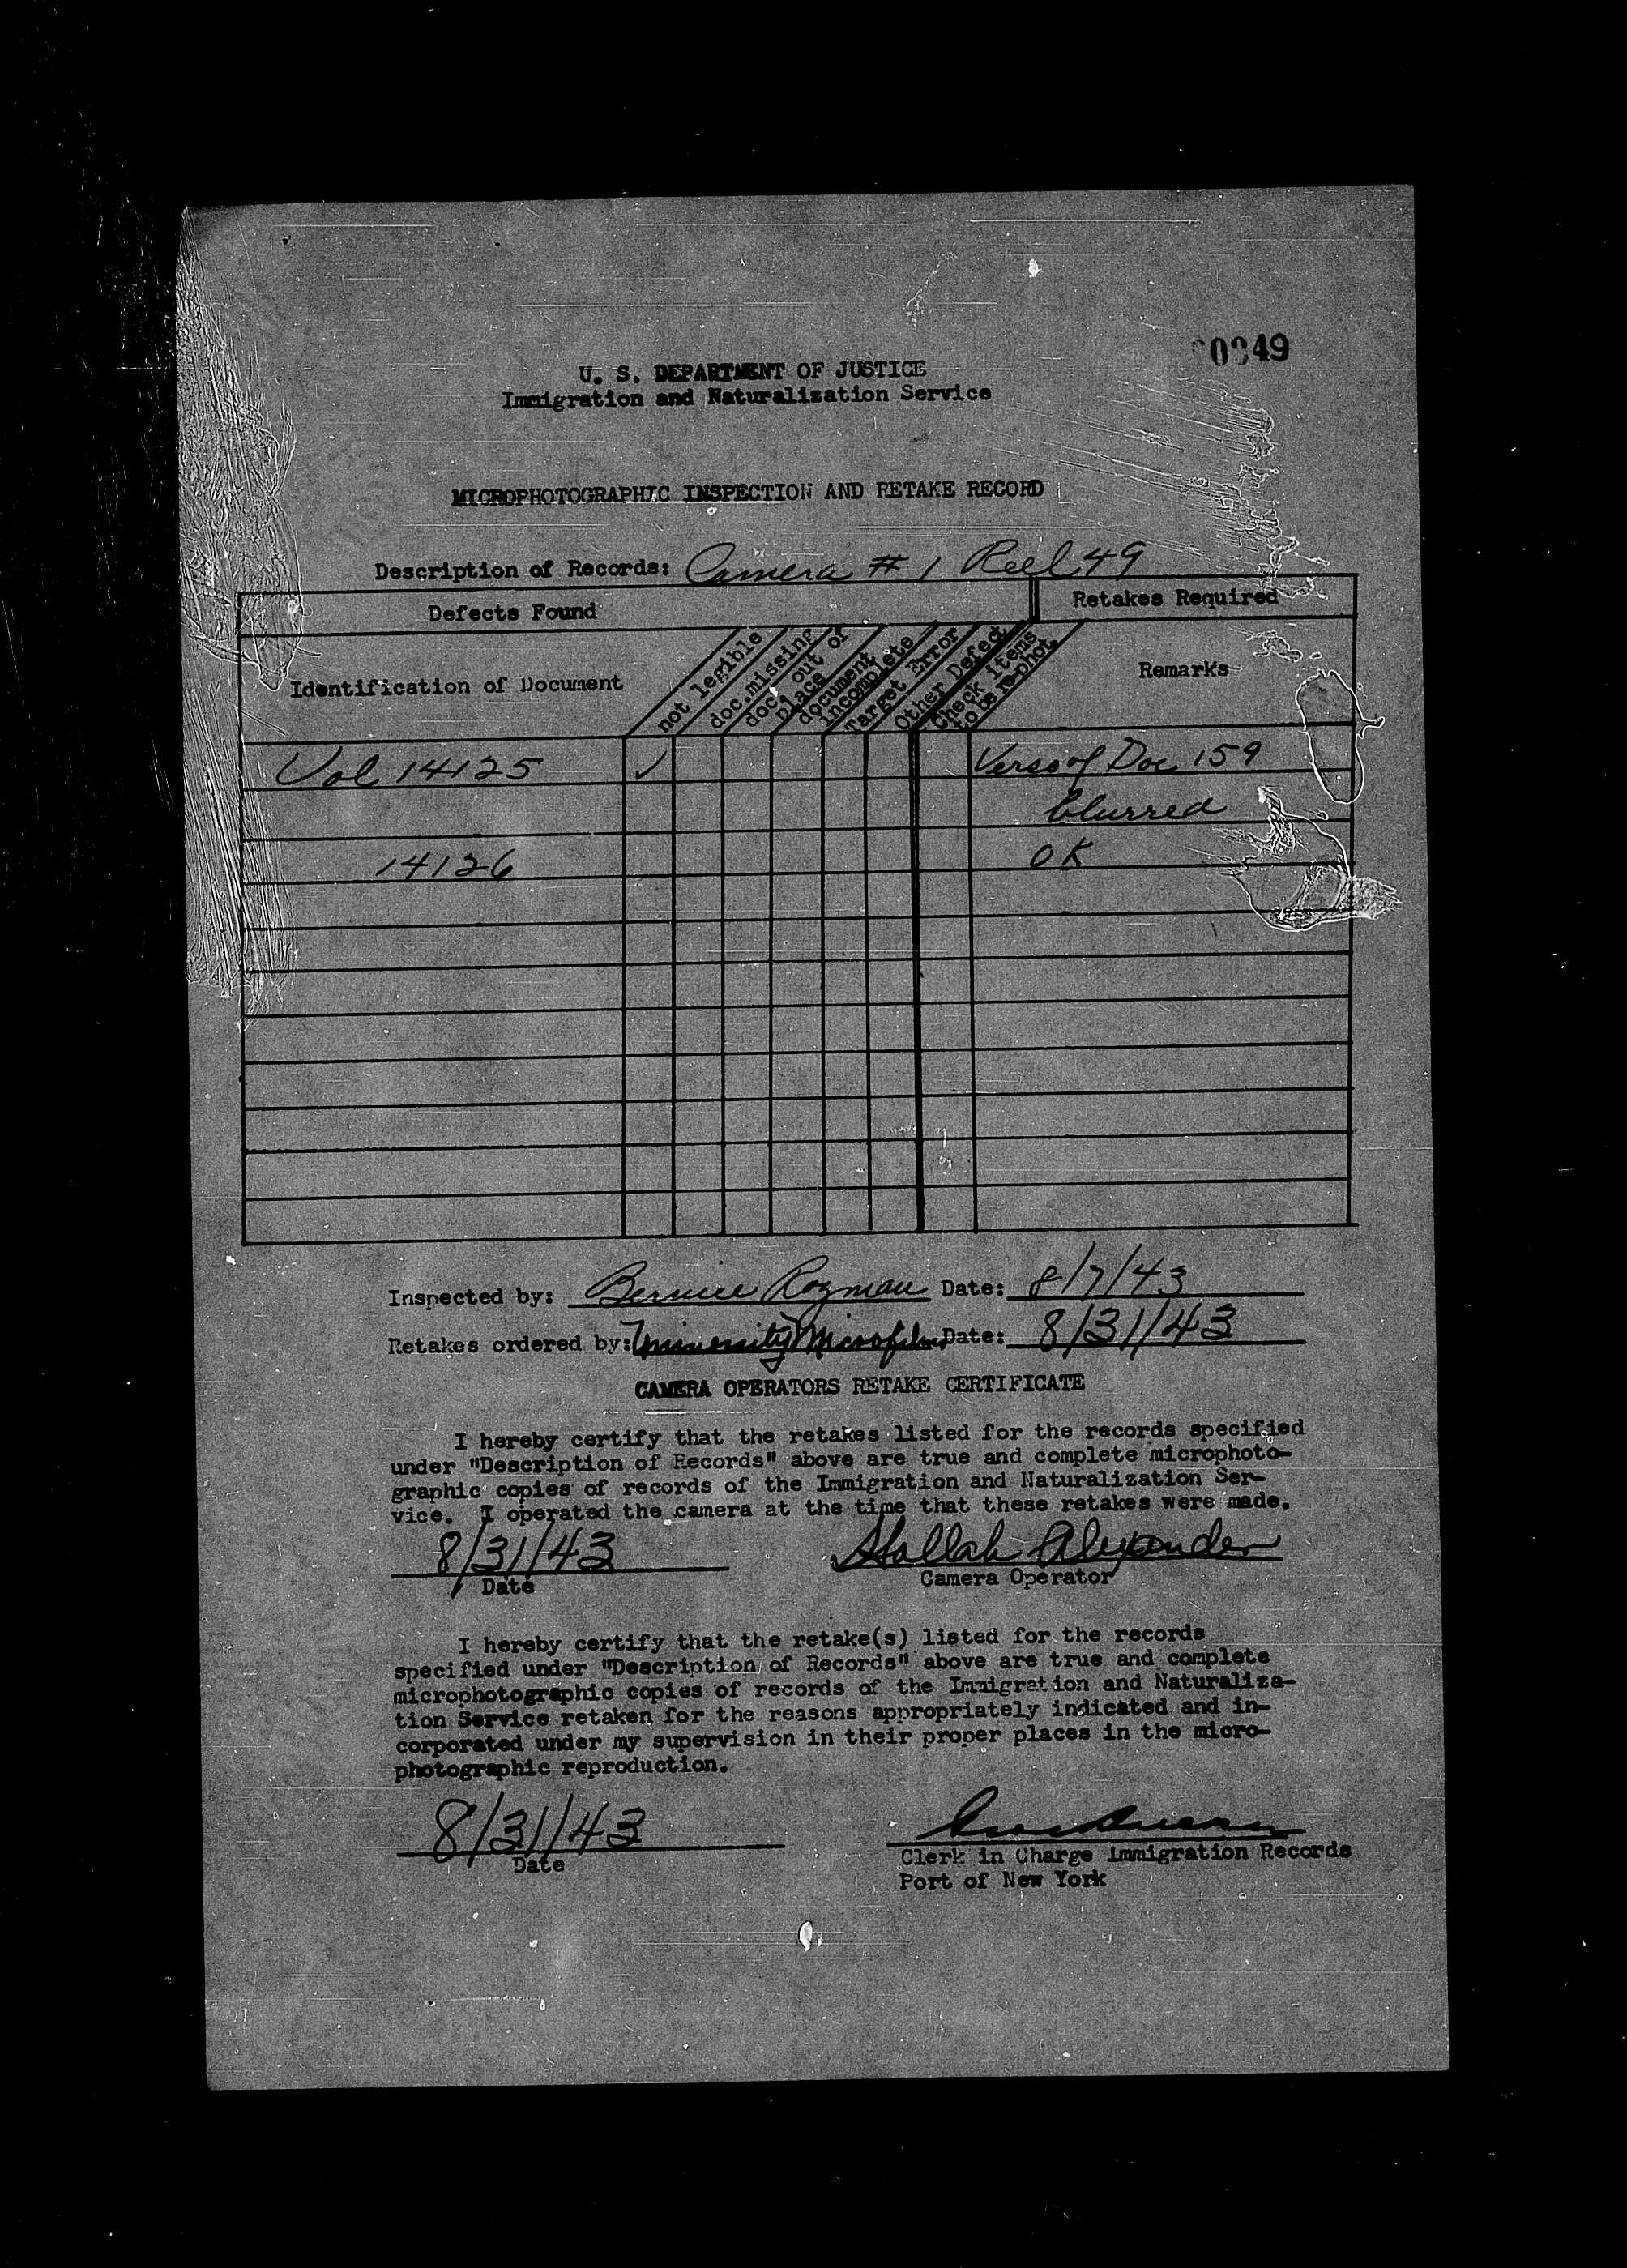 49
U. S. DEPARTMENT OF JUSTICE
Immigration and Naturalization Service
MICROPHOTOGRAPHIC INSPECTION AND RETAKE RECORD
Description of Records: Camera # 1 Reel 49
Defects Found
Retakes Required
Identification of Document
not legible
doc. missing
doc. out of place
document incomplete
Target Error
Other Defect
Check items to be re-phot.
Remarks
Vol 14125 ✓ Verso of Doc 159
blurred
14126 OK
Inspected by: Bernice Rozman Date: 8/7/43
Retakes ordered by: University Microfilms Date: 8/31/43
CAMERA OPERATORS RETAKE CERTIFICATE
I hereby certify that the retakes listed for the records specified
under "Description of Records" above are true and complete microphoto-
graphic copies of records of the Immigration and Naturalization Ser-
vice. I operated the camera at the time that these retakes were made.
8/31/43 Alexander
Date Camera Operator
I hereby certify that the retake(s) listed for the records
specified under "Description of Records" above are true and complete
microphotographic copies of records of the Immigration and Naturaliza-
tion Service retaken for the reasons appropriately indicated and in-
corporated under my supervision in their proper places in the micro-
photographic reproduction.
8/31/43
Date Clerk in Charge Immigration Records
Port of New York